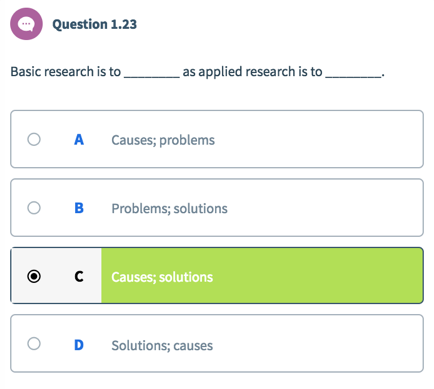 Question 1.23
Basic research is to ________ as applied research is to ________.
A Causes; problems
B Problems; solutions
C Causes; solutions
D Solutions; causes